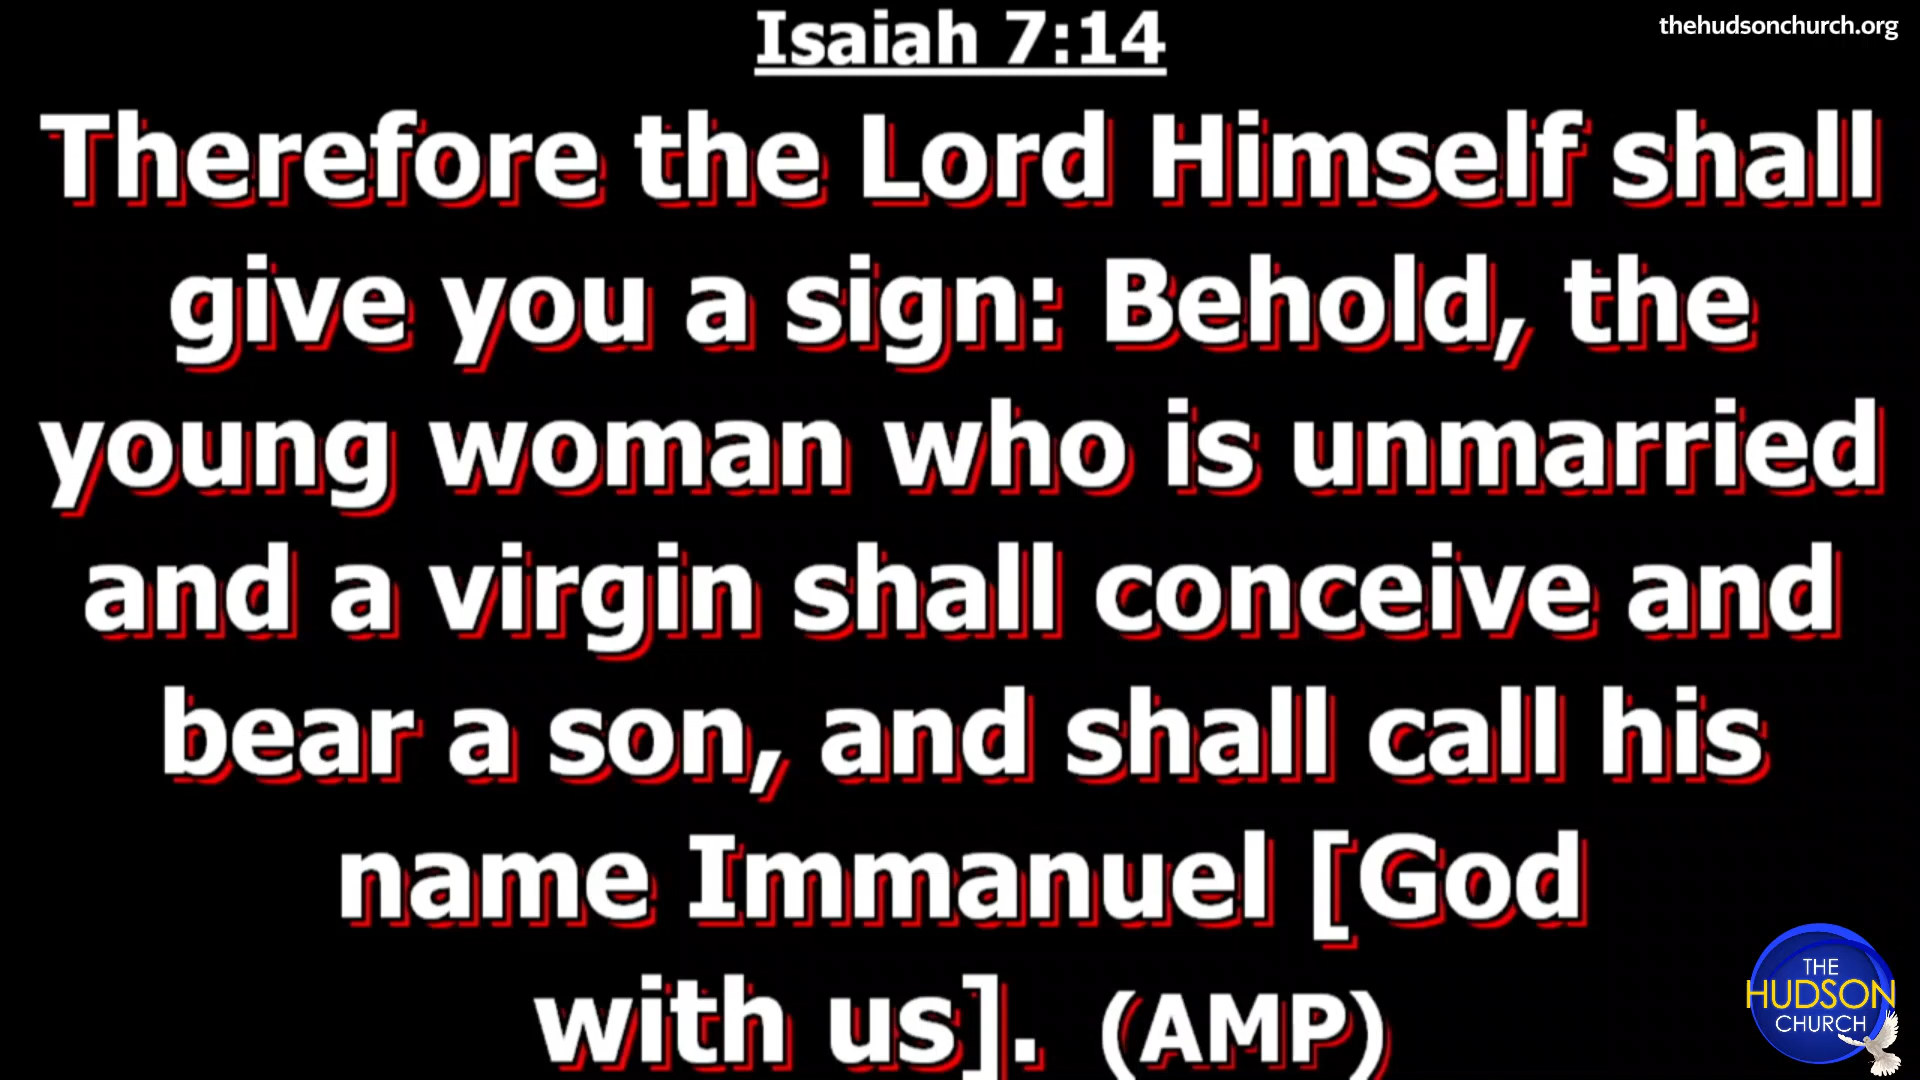 Isaiah 7:14
thehudsonchurch.org
Therefore the Lord Himself shall
give you a sign: Behold, the
young woman who is unmarried
and a virgin shall conceive and
bear a son, and shall call his
name Immanuel [God
with us]. (AMP)
THE
HUDSON
CHURCH